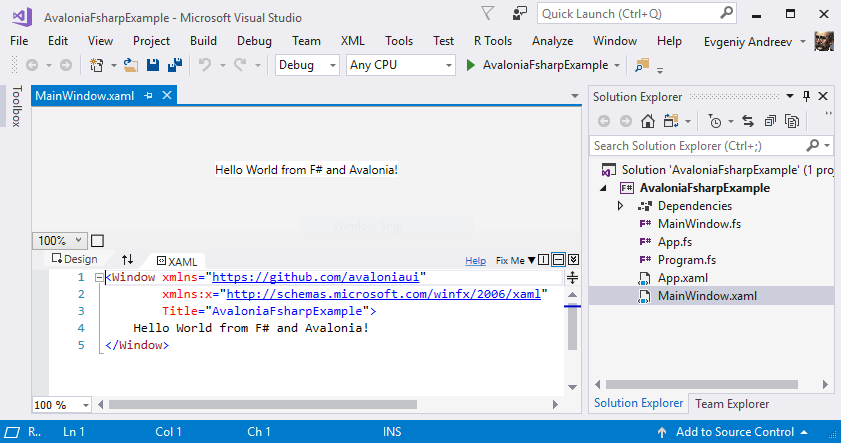 AvaloniaFsharpExample - Microsoft Visual Studio
Quick Launch (Ctrl+Q)
File Edit View Project Build Debug Team XML Tools Test R Tools Analyze Window Help Evgeniy Andreev
Debug Any CPU AvaloniaFsharpExample
Toolbox
MainWindow.xaml
Hello World from F# and Avalonia!
100%
Design XAML Help Fix Me
1 <Window xmlns="https://github.com/avaloniaui"
2 xmlns:x="http://schemas.microsoft.com/winfx/2006/xaml"
3 Title="AvaloniaFsharpExample">
4 Hello World from F# and Avalonia!
5 </Window>
100 %
Solution Explorer
Search Solution Explorer (Ctrl+;)
Solution 'AvaloniaFsharpExample' (1 proj
F# AvaloniaFsharpExample
Dependencies
F# MainWindow.fs
F# App.fs
F# Program.fs
App.xaml
MainWindow.xaml
Solution Explorer Team Explorer
R.. Ln 1 Col 1 Ch 1 INS Add to Source Control